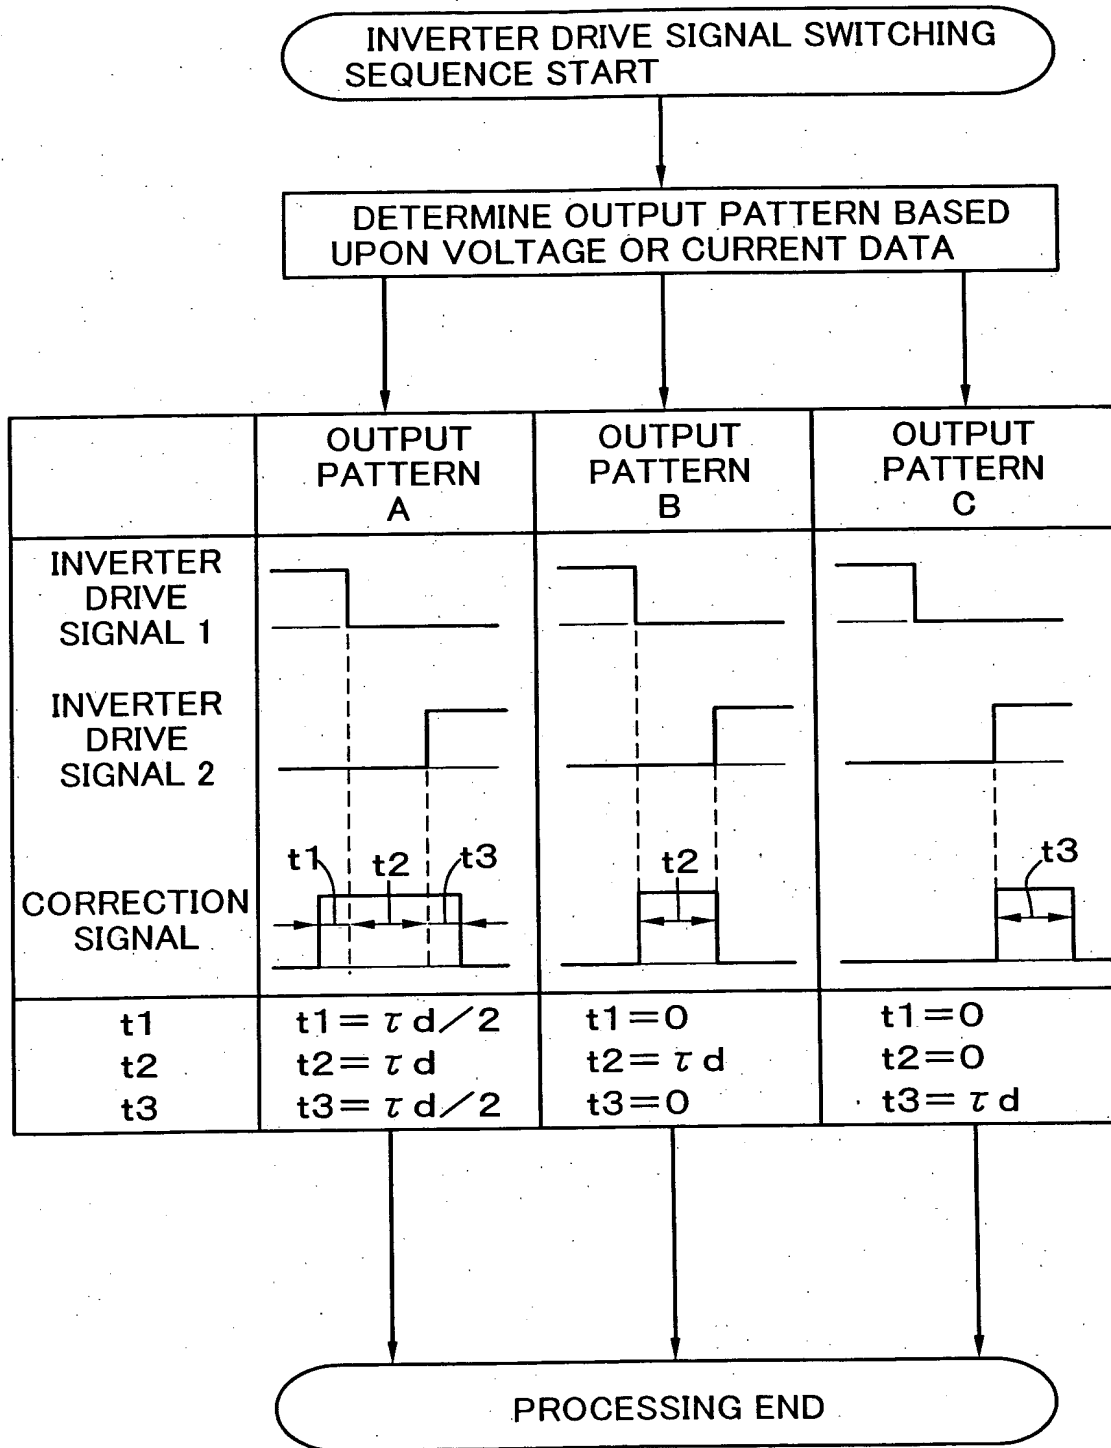 INVERTER DRIVE SIGNAL SWITCHING
SEQUENCE START
DETERMINE OUTPUT PATTERN BASED
UPON VOLTAGE OR CURRENT DATA
OUTPUT
PATTERN
A
OUTPUT
PATTERN
B
OUTPUT
PATTERN
C
INVERTER
DRIVE
SIGNAL 1
INVERTER
DRIVE
SIGNAL 2
CORRECTION
SIGNAL
t1
t2
t3
t2
t3
t1
t1=τd/2
t1=0
t1=0
t2
t2=τd
t2=τd
t2=0
t3
t3=τd/2
t3=0
t3=τd
PROCESSING END